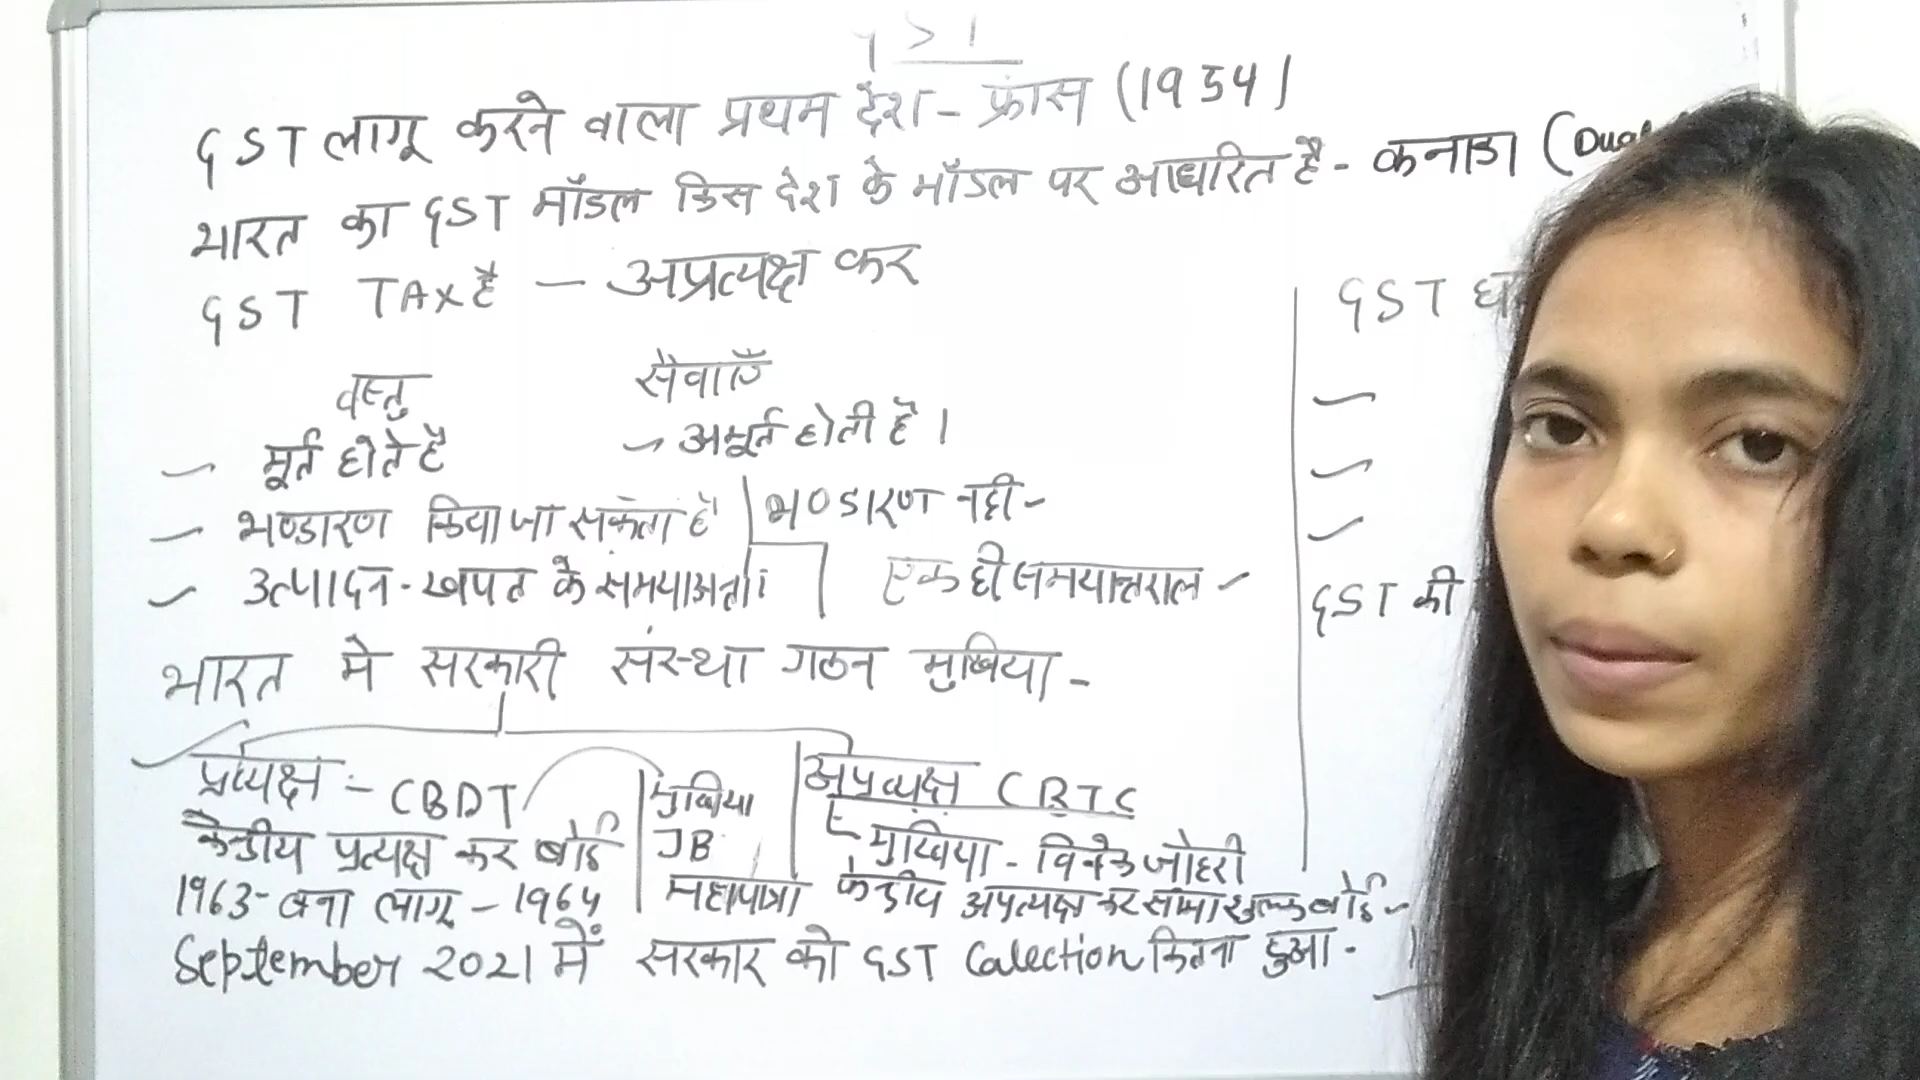 GST
GST लागू करने वाला प्रथम देश - फ्रांस (1954)
भारत का GST मॉडल किस देश के मॉडल पर आधारित है - कनाडा (Dua
GST TAX है - अप्रत्यक्ष कर
वस्तु सेवाएँ
- मूर्त होते है - अमूर्त होती है ।
- भण्डारण किया जा सकता है भण्डारण नही -
- उत्पादन - खपत के एक ही समयान्तराल -
भारत मे सरकारी संस्था गठन मुखिया -
प्रत्यक्ष :- CBDT मुखिया अप्रत्यक्ष CBIC
केन्द्रीय प्रत्यक्ष कर बोर्ड JB मुखिया - विवेक जोहरी
1963 - बना लागू - 1964 महापात्रा केन्द्रीय अप्रत्यक्ष कर सीमा शुल्क बोर्ड -
September 2021 में सरकार को GST Calection कितना हुआ -
GST
-
-
-
GST की